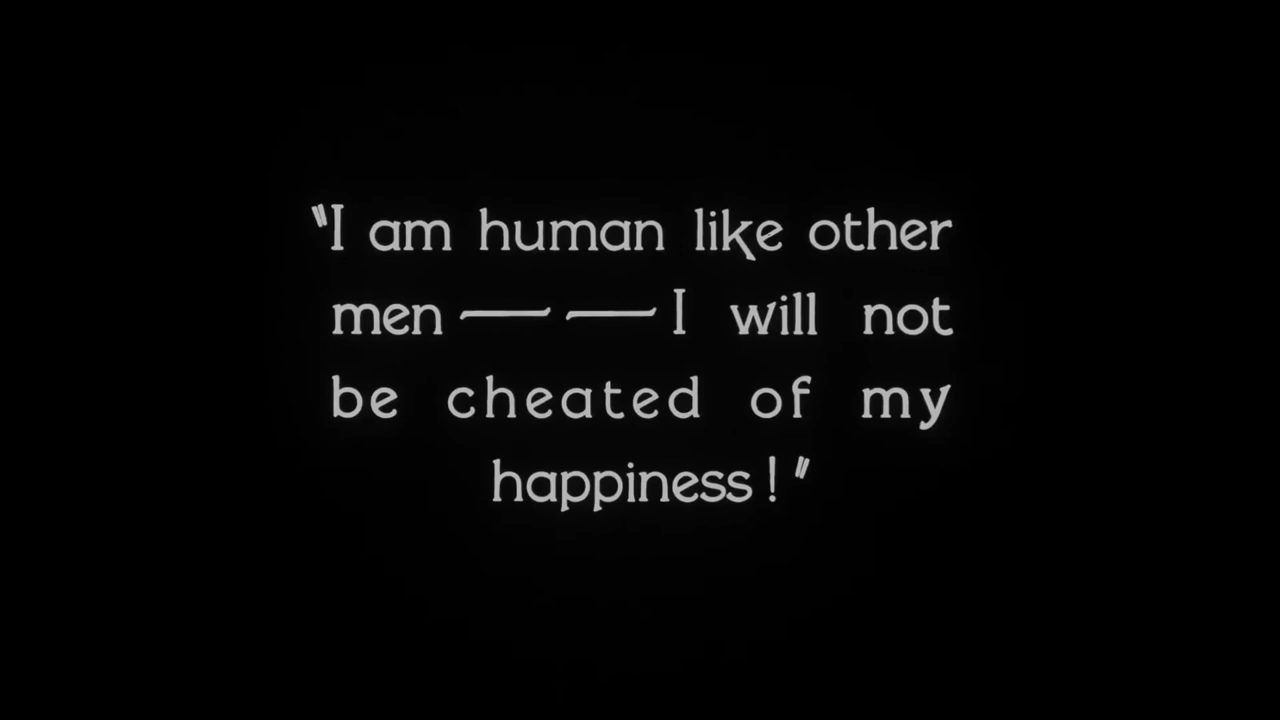 "I am human like other
men — — I will not
be cheated of my
happiness!"